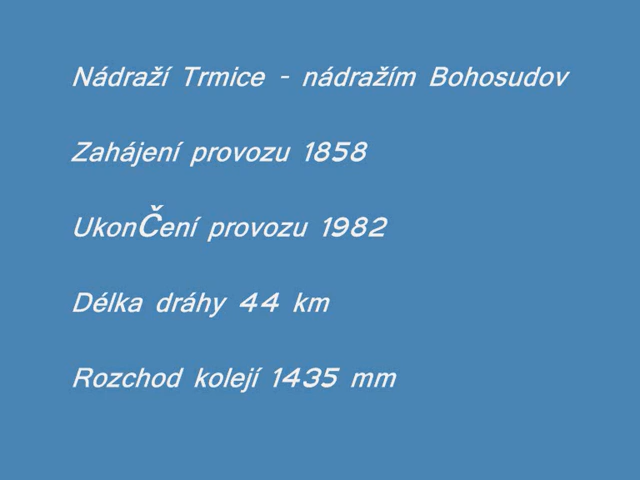 Nádraží Trmice - nádražím Bohosudov
Zahájení provozu 1858
UkonČení provozu 1982
Délka dráhy 44 km
Rozchod kolejí 1435 mm